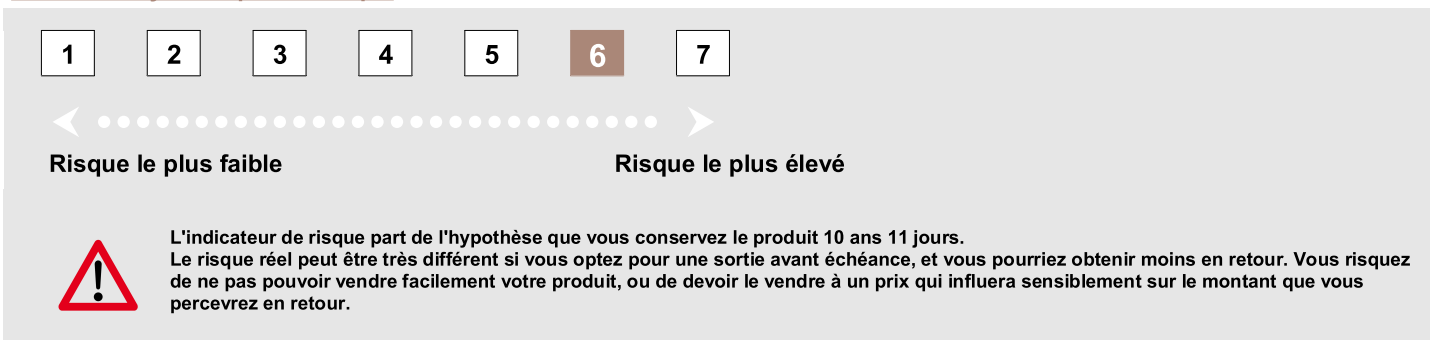 1 2 3 4 5 6 7
Risque le plus faible Risque le plus élevé
L'indicateur de risque part de l'hypothèse que vous conservez le produit 10 ans 11 jours.
Le risque réel peut être très différent si vous optez pour une sortie avant échéance, et vous pourriez obtenir moins en retour. Vous risquez
de ne pas pouvoir vendre facilement votre produit, ou de devoir le vendre à un prix qui influera sensiblement sur le montant que vous
percevrez en retour.